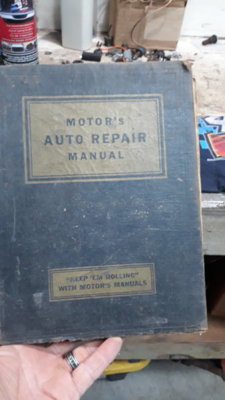 MOTOR'S
AUTO REPAIR
MANUAL
"KEEP 'EM ROLLING"
WITH MOTOR'S MANUALS